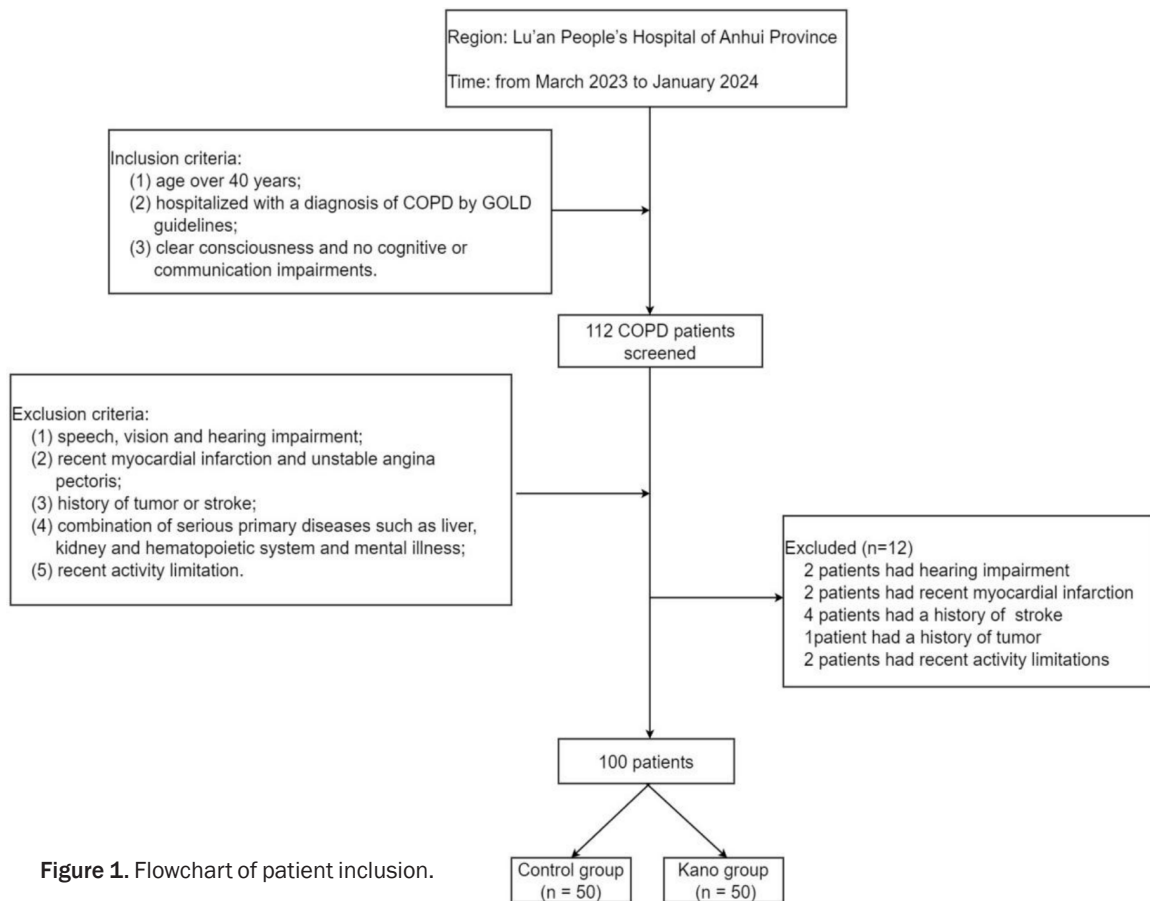 Region: Lu'an People's Hospital of Anhui Province
Time: from March 2023 to January 2024
Inclusion criteria:
(1) age over 40 years;
(2) hospitalized with a diagnosis of COPD by GOLD
guidelines;
(3) clear consciousness and no cognitive or
communication impairments.
112 COPD patients
screened
Exclusion criteria:
(1) speech, vision and hearing impairment;
(2) recent myocardial infarction and unstable angina
pectoris;
(3) history of tumor or stroke;
(4) combination of serious primary diseases such as liver,
kidney and hematopoietic system and mental illness;
(5) recent activity limitation.
Excluded (n=12)
2 patients had hearing impairment
2 patients had recent myocardial infarction
4 patients had a history of stroke
1patient had a history of tumor
2 patients had recent activity limitations
100 patients
Control group
(n = 50)
Kano group
(n = 50)
Figure 1. Flowchart of patient inclusion.